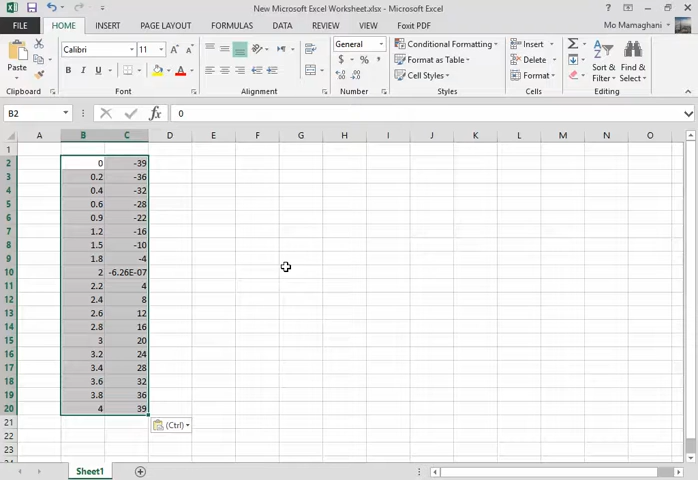 New Microsoft Excel Worksheet.xlsx - Microsoft Excel
FILE HOME INSERT PAGE LAYOUT FORMULAS DATA REVIEW VIEW Foxit PDF Mo Mamaghani
Calibri 11 General Conditional Formatting Insert
Paste Format as Table Delete Sort & Find &
B I U $ % Cell Styles Format Filter Select
Clipboard Font Alignment Number Styles Cells Editing
B2 0
A B C D E F G H I J K L M N O
1
2 0 -39
3 0.2 -36
4 0.4 -32
5 0.6 -28
6 0.9 -22
7 1.2 -16
8 1.5 -10
9 1.8 -4
10 2 -6.26E-07
11 2.2 4
12 2.4 8
13 2.6 12
14 2.8 16
15 3 20
16 3.2 24
17 3.4 28
18 3.6 32
19 3.8 36
20 4 39
21 (Ctrl)
22
23
Sheet1